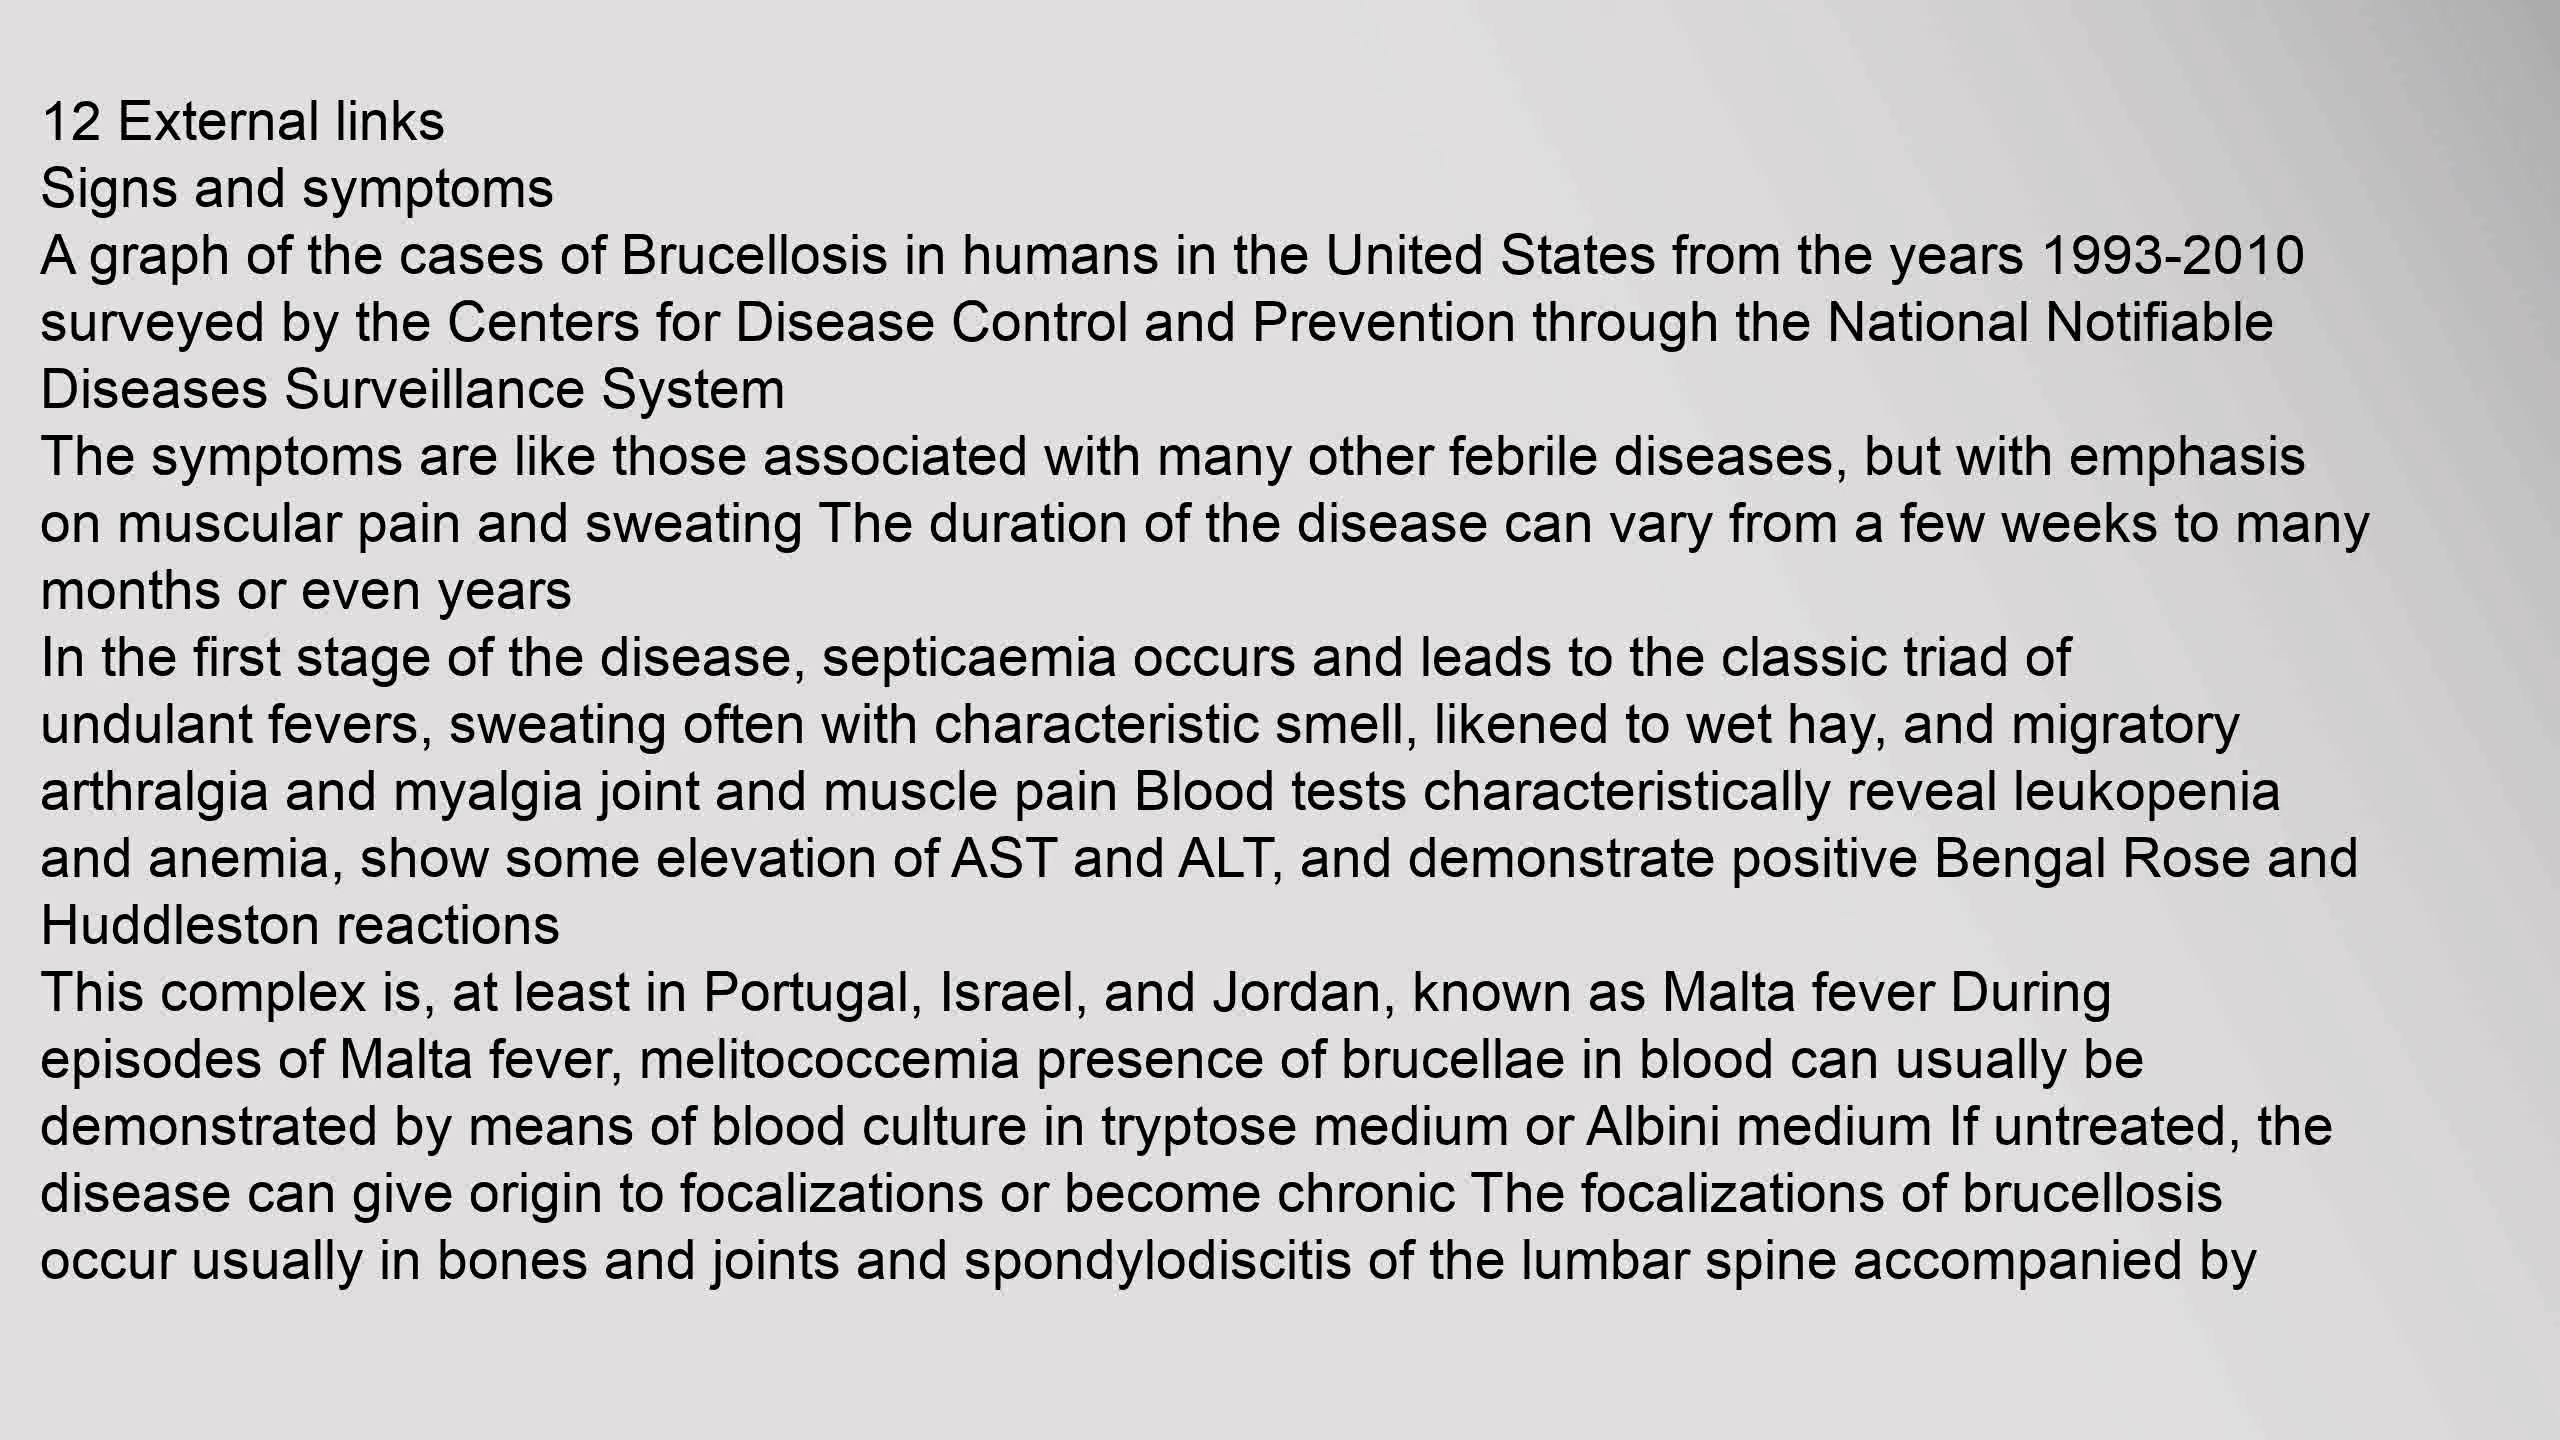 12 External links
Signs and symptoms
A graph of the cases of Brucellosis in humans in the United States from the years 1993-2010
surveyed by the Centers for Disease Control and Prevention through the National Notifiable
Diseases Surveillance System
The symptoms are like those associated with many other febrile diseases, but with emphasis
on muscular pain and sweating The duration of the disease can vary from a few weeks to many
months or even years
In the first stage of the disease, septicaemia occurs and leads to the classic triad of
undulant fevers, sweating often with characteristic smell, likened to wet hay, and migratory
arthralgia and myalgia joint and muscle pain Blood tests characteristically reveal leukopenia
and anemia, show some elevation of AST and ALT, and demonstrate positive Bengal Rose and
Huddleston reactions
This complex is, at least in Portugal, Israel, and Jordan, known as Malta fever During
episodes of Malta fever, melitococcemia presence of brucellae in blood can usually be
demonstrated by means of blood culture in tryptose medium or Albini medium If untreated, the
disease can give origin to focalizations or become chronic The focalizations of brucellosis
occur usually in bones and joints and spondylodiscitis of the lumbar spine accompanied by